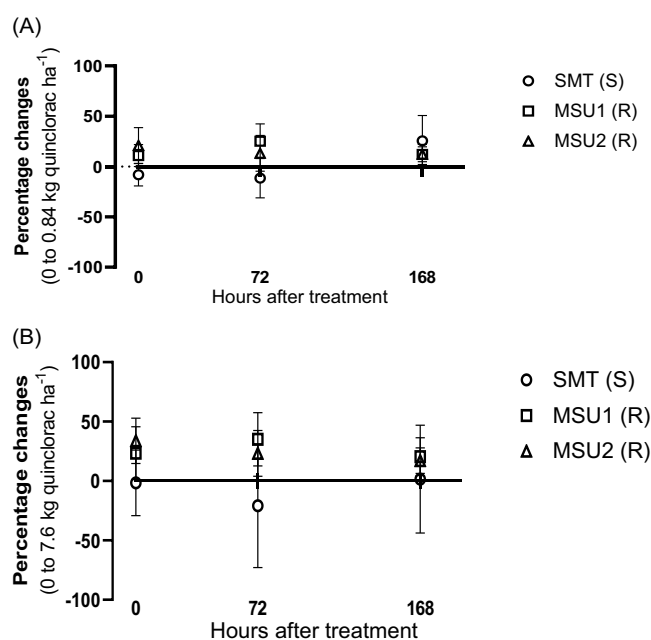 (A)
Percentage changes
(0 to 0.84 kg quinclorac ha⁻¹)
100
50
0
-50
-100
0
72
168
Hours after treatment
SMT (S)
MSU1 (R)
MSU2 (R)
(B)
Percentage changes
(0 to 7.6 kg quinclorac ha⁻¹)
100
50
0
-50
-100
0
72
168
Hours after treatment
SMT (S)
MSU1 (R)
MSU2 (R)